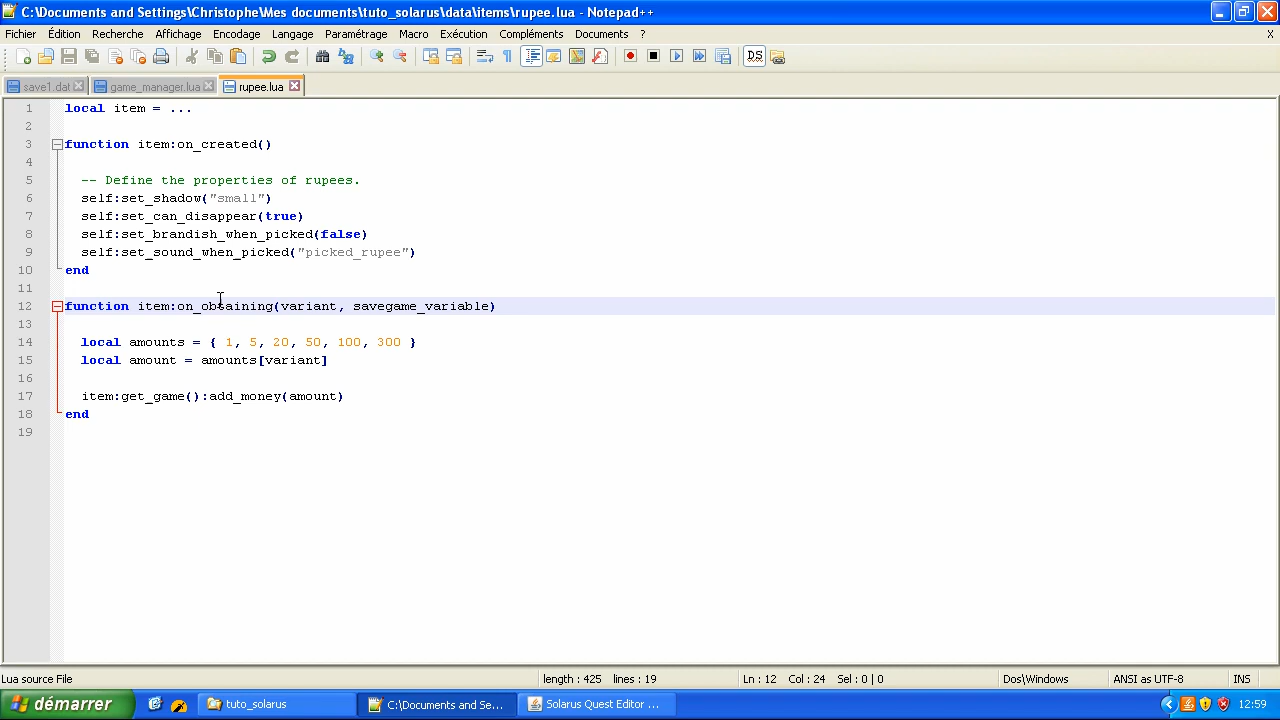 C:\Documents and Settings\Christophe\Mes documents\tuto_solarus\data\items\rupee.lua - Notepad++
Fichier Édition Recherche Affichage Encodage Langage Paramétrage Macro Exécution Compléments Documents ? X
save1.dat game_manager.lua rupee.lua
1 local item = ...
2
3 function item:on_created()
4
5 -- Define the properties of rupees.
6 self:set_shadow("small")
7 self:set_can_disappear(true)
8 self:set_brandish_when_picked(false)
9 self:set_sound_when_picked("picked_rupee")
10 end
11
12 function item:on_obtaining(variant, savegame_variable)
13
14 local amounts = { 1, 5, 20, 50, 100, 300 }
15 local amount = amounts[variant]
16
17 item:get_game():add_money(amount)
18 end
19
Lua source File length : 425 lines : 19 Ln : 12 Col : 24 Sel : 0 | 0 Dos\Windows ANSI as UTF-8 INS
démarrer tuto_solarus C:\Documents and Se... Solarus Quest Editor ... 12:59